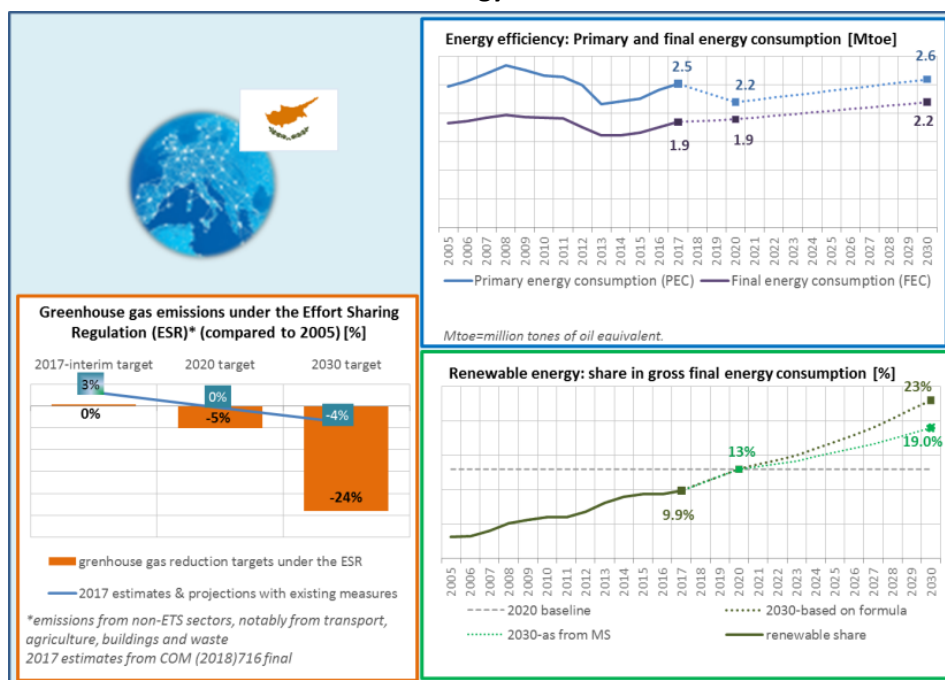 Energy efficiency: Primary and final energy consumption [Mtoe]
2.5
2.2
2.6
1.9
1.9
2.2
2005 2006 2007 2008 2009 2010 2011 2012 2013 2014 2015 2016 2017 2020 2023 2024 2025 2026 2027 2028 2029 2030
Primary energy consumption (PEC)
Final energy consumption (FEC)
Mtoe=million tones of oil equivalent.
Greenhouse gas emissions under the Effort Sharing
Regulation (ESR)* (compared to 2005) [%]
2017-interim target
2020 target
2030 target
3%
0%
-4%
0%
-5%
-24%
grenhouse gas reduction targets under the ESR
2017 estimates & projections with existing measures
*emissions from non-ETS sectors, notably from transport,
agriculture, buildings and waste
2017 estimates from COM (2018)716 final
Renewable energy: share in gross final energy consumption [%]
23%
19.0%
13%
9.9%
2005 2006 2007 2008 2009 2010 2011 2012 2013 2014 2015 2016 2017 2020 2023 2024 2025 2026 2027 2028 2029 2030
2020 baseline
2030-based on formula
2030-as from MS
renewable share